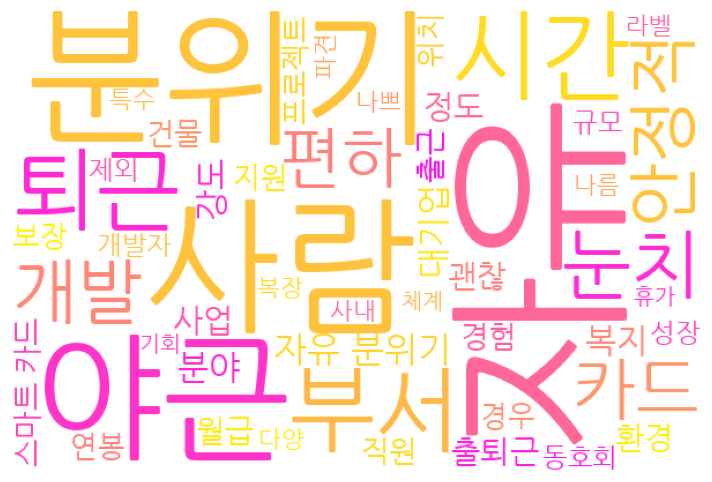 분위기
시간
라벨
프로젝트
파견
위치
안정적
특수
나쁘
정도
건물
편하
출근
규모
퇴근
제외
강도
지원
대기업
자유
나름
눈치
보장
개발자
사람
개발
복장
사내
체계
괜찮
휴가
사업
기회
자유 분위기
경험
복지
성장
스마트 카드
야근
분야
부서
카드
월급
다양
경우
환경
연봉
직원
출퇴근
동호회